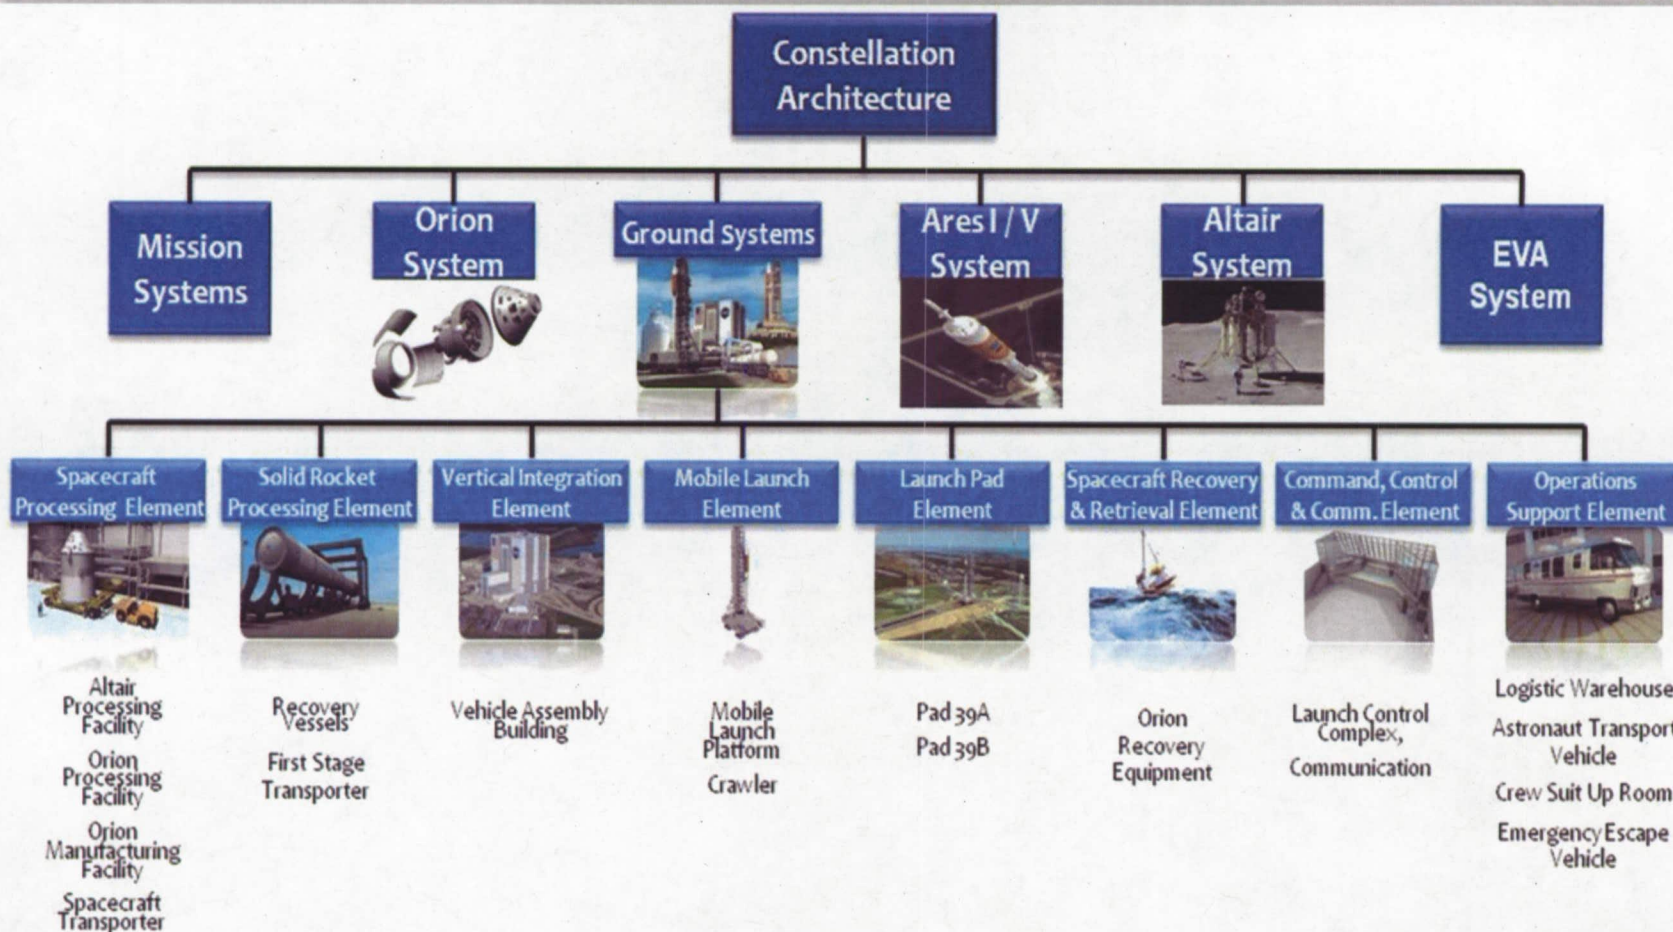 Constellation
Architecture
Mission
Systems
Orion
System
Ground Systems
Ares I / V
System
Altair
System
EVA
System
Spacecraft
Processing Element
Solid Rocket
Processing Element
Vertical Integration
Element
Mobile Launch
Element
Launch Pad
Element
Spacecraft Recovery
& Retrieval Element
Command, Control
& Comm. Element
Operations
Support Element
Altair
Processing
Facility
Orion
Processing
Facility
Orion
Manufacturing
Facility
Spacecraft
Transporter
Recovery
Vessels
First Stage
Transporter
Vehicle Assembly
Building
Mobile
Launch
Platform
Crawler
Pad 39A
Pad 39B
Orion
Recovery
Equipment
Launch Control
Complex,
Communication
Logistic Warehouse
Astronaut Transport
Vehicle
Crew Suit Up Room
Emergency Escape
Vehicle